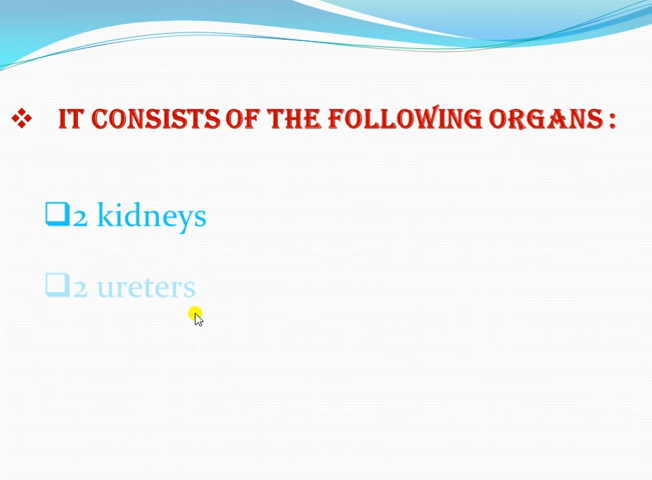 ❖ IT CONSISTS OF THE FOLLOWING ORGANS :
❑2 kidneys
❑2 ureters